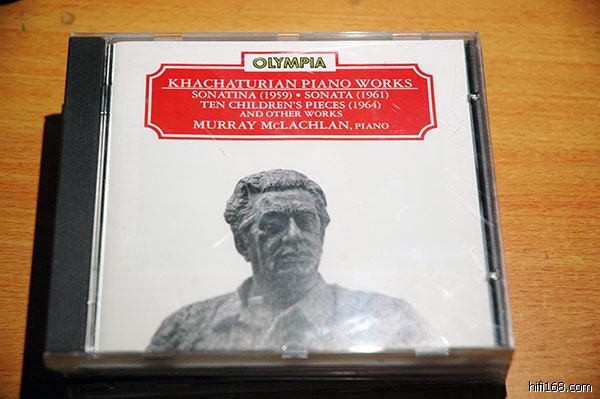 OLYMPIA
KHACHATURIAN PIANO WORKS
SONATINA (1959) • SONATA (1961)
TEN CHILDREN'S PIECES (1964)
AND OTHER WORKS
MURRAY McLACHLAN, PIANO
hifi168.com